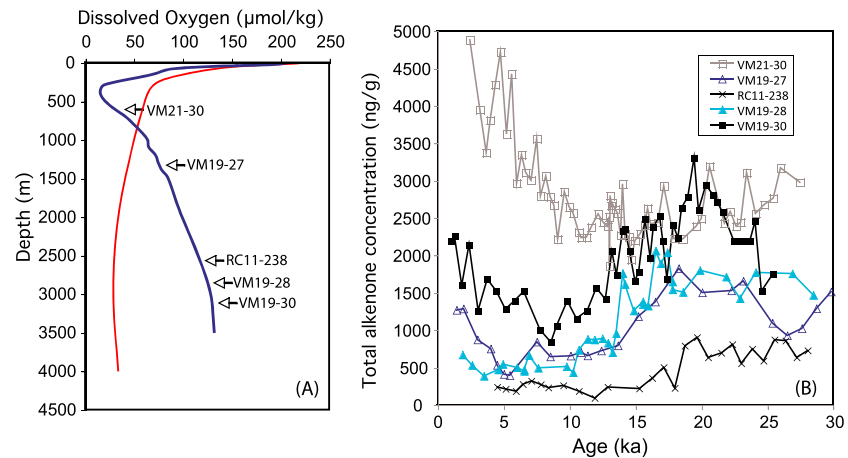 Dissolved Oxygen (µmol/kg)
0 50 100 150 200 250
0
500
1000
1500
2000
2500
3000
3500
4000
4500
Depth (m)
VM21-30
VM19-27
RC11-238
VM19-28
VM19-30
(A)
Total alkenone concentration (ng/g)
5000
4500
4000
3500
3000
2500
2000
1500
1000
500
0
VM21-30
VM19-27
RC11-238
VM19-28
VM19-30
(B)
0 5 10 15 20 25 30
Age (ka)